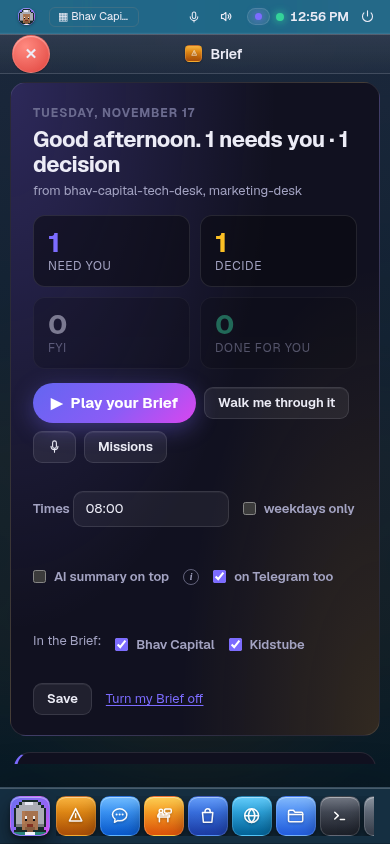 Bhav Capi...
12:56 PM
Brief
TUESDAY, NOVEMBER 17
Good afternoon. 1 needs you · 1
decision
from bhav-capital-tech-desk, marketing-desk
1
NEED YOU
1
DECIDE
0
FYI
0
DONE FOR YOU
Play your Brief
Walk me through it
Missions
Times
08:00
weekdays only
AI summary on top
i
on Telegram too
In the Brief:
Bhav Capital
Kidstube
Save
Turn my Brief off